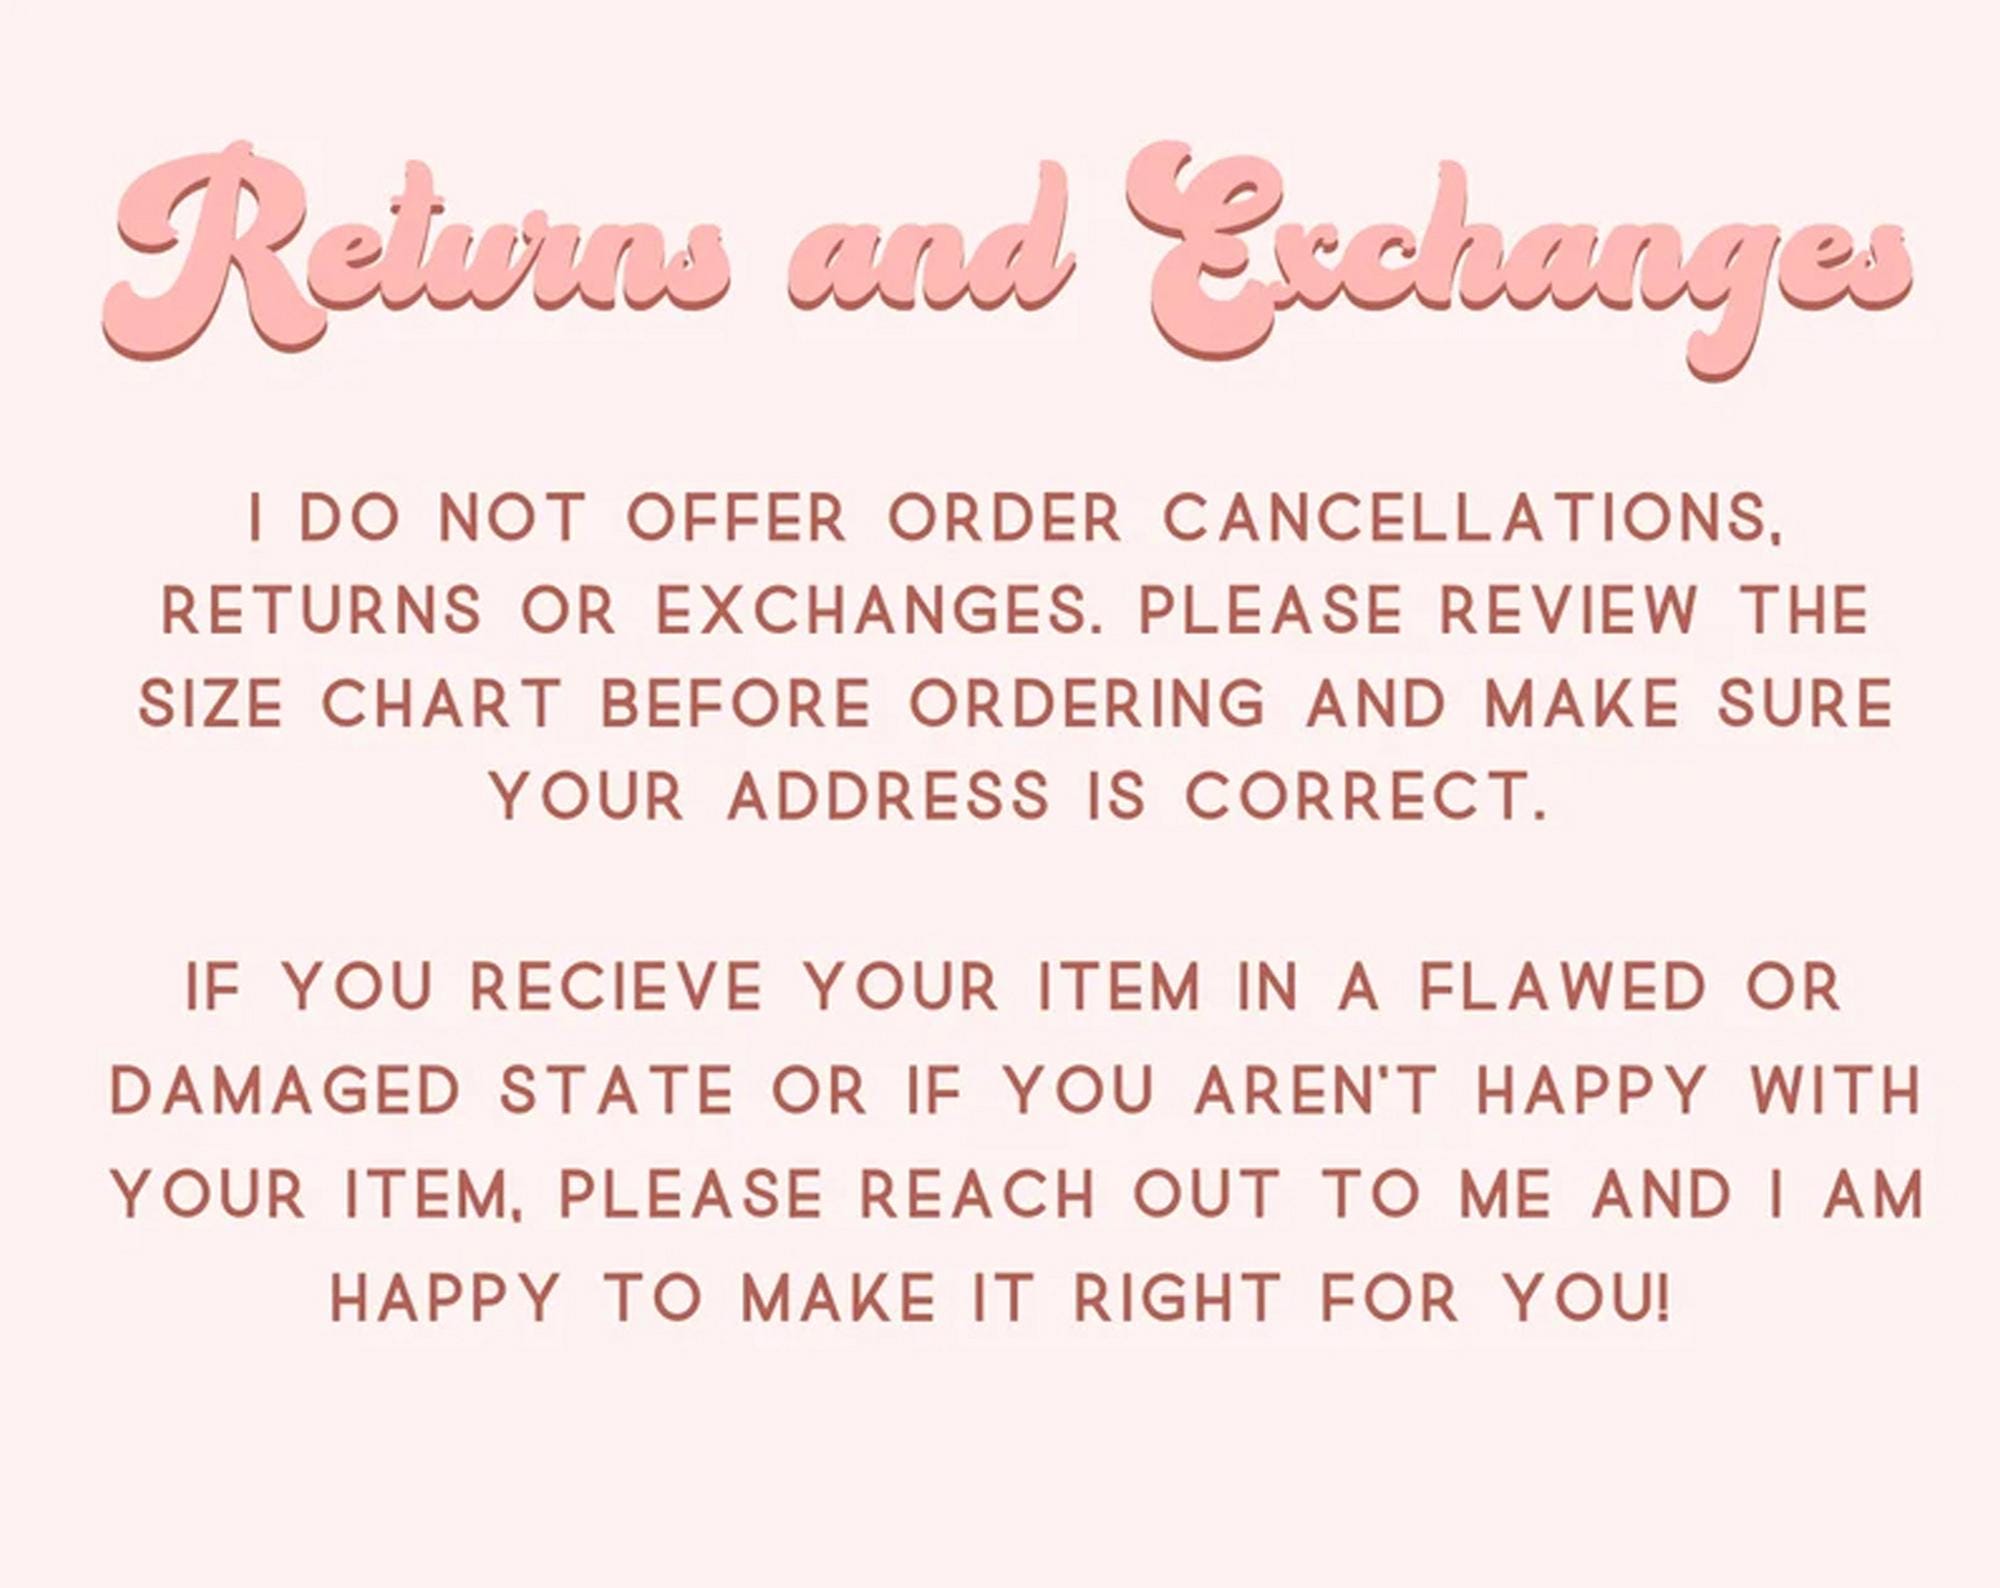 Returns and Exchanges
I DO NOT OFFER ORDER CANCELLATIONS,
RETURNS OR EXCHANGES. PLEASE REVIEW THE
SIZE CHART BEFORE ORDERING AND MAKE SURE
YOUR ADDRESS IS CORRECT.
IF YOU RECIEVE YOUR ITEM IN A FLAWED OR
DAMAGED STATE OR IF YOU AREN'T HAPPY WITH
YOUR ITEM, PLEASE REACH OUT TO ME AND I AM
HAPPY TO MAKE IT RIGHT FOR YOU!